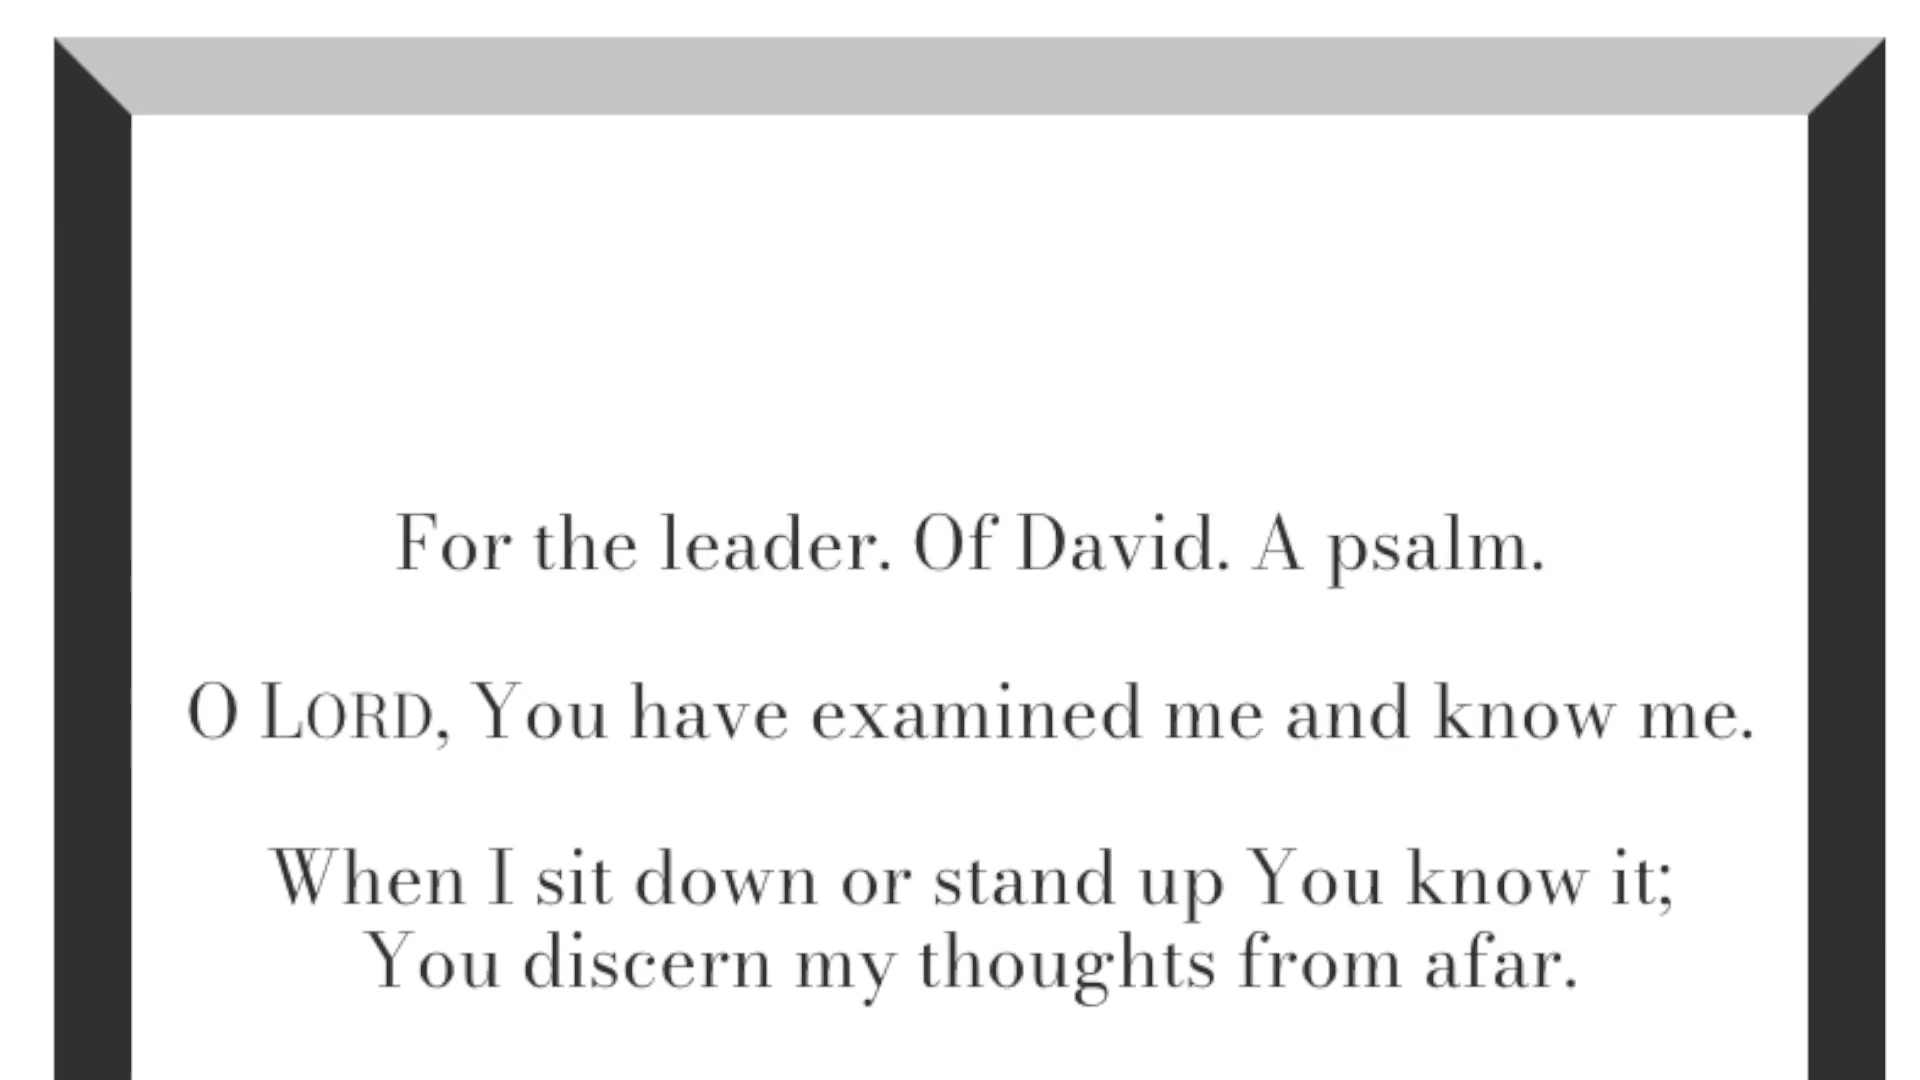 For the leader. Of David. A psalm.
O LORD, You have examined me and know me.
When I sit down or stand up You know it;
You discern my thoughts from afar.